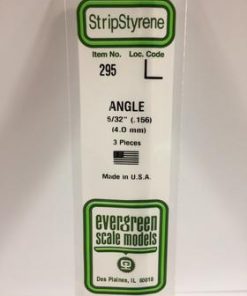 StripStyrene
Item No. Loc. Code
295
ANGLE
5/32" (.156)
(4.0 mm)
3 Pieces
Made in U.S.A.
evergreen
scale models
Des Plaines, IL 60018